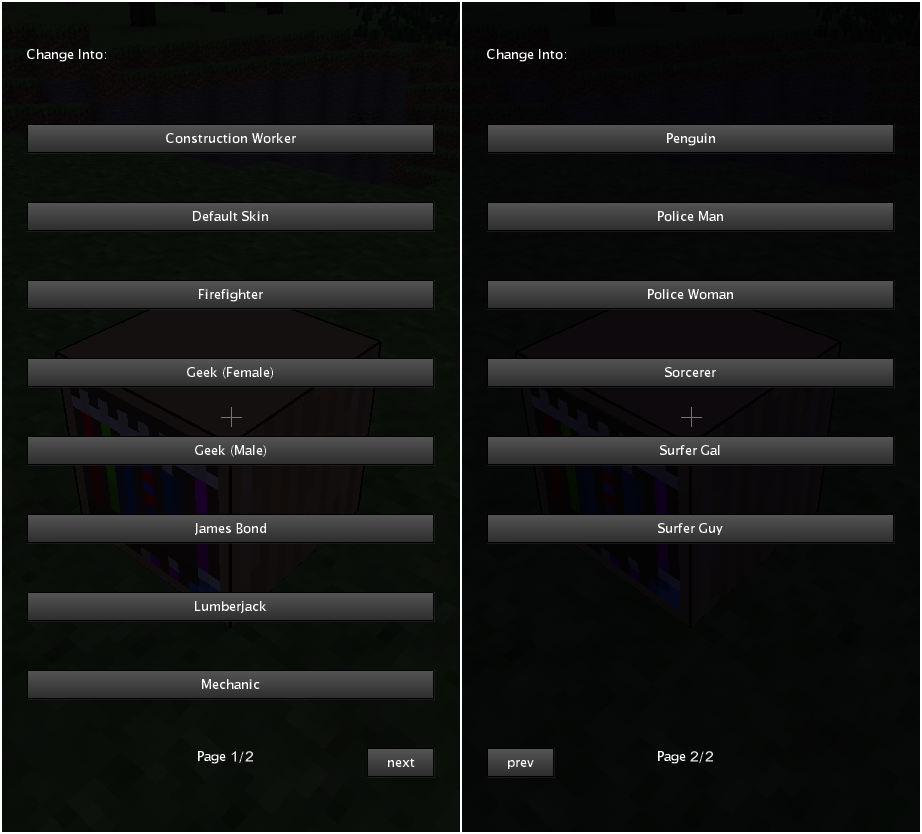 Change Into:
Construction Worker
Default Skin
Firefighter
Geek (Female)
Geek (Male)
James Bond
Lumberjack
Mechanic
Page 1/2
next
Change Into:
Penguin
Police Man
Police Woman
Sorcerer
Surfer Gal
Surfer Guy
prev
Page 2/2